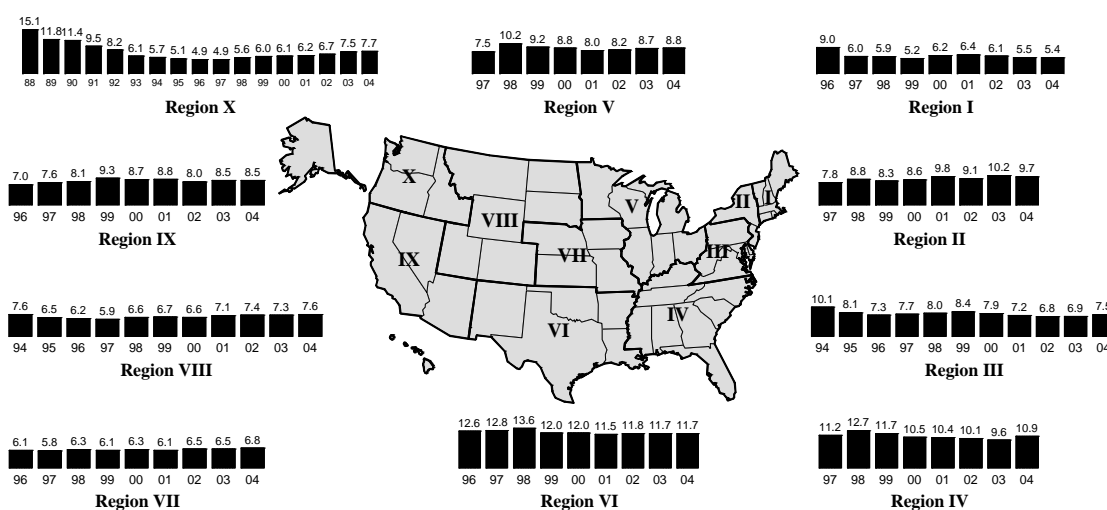 15.1 11.8 11.4 9.5 8.2 6.1 5.7 5.1 4.9 4.9 5.6 6.0 6.1 6.2 6.7 7.5 7.7
88 89 90 91 92 93 94 95 96 97 98 99 00 01 02 03 04
Region X
7.5 10.2 9.2 8.8 8.0 8.2 8.7 8.8
97 98 99 00 01 02 03 04
Region V
9.0 6.0 5.9 5.2 6.2 6.4 6.1 5.5 5.4
96 97 98 99 00 01 02 03 04
Region I
7.0 7.6 8.1 9.3 8.7 8.8 8.0 8.5 8.5
96 97 98 99 00 01 02 03 04
Region IX
7.8 8.8 8.3 8.6 9.8 9.1 10.2 9.7
97 98 99 00 01 02 03 04
Region II
X
VIII
V
II
I
IX
VII
III
VI
IV
7.6 6.5 6.2 5.9 6.6 6.7 6.6 7.1 7.4 7.3 7.6
94 95 96 97 98 99 00 01 02 03 04
Region VIII
10.1 8.1 7.3 7.7 8.0 8.4 7.9 7.2 6.8 6.9 7.5
94 95 96 97 98 99 00 01 02 03 04
Region III
6.1 5.8 6.3 6.1 6.3 6.1 6.5 6.5 6.8
96 97 98 99 00 01 02 03 04
Region VII
12.6 12.8 13.6 12.0 12.0 11.5 11.8 11.7 11.7
96 97 98 99 00 01 02 03 04
Region VI
11.2 12.7 11.7 10.5 10.4 10.1 9.6 10.9
97 98 99 00 01 02 03 04
Region IV